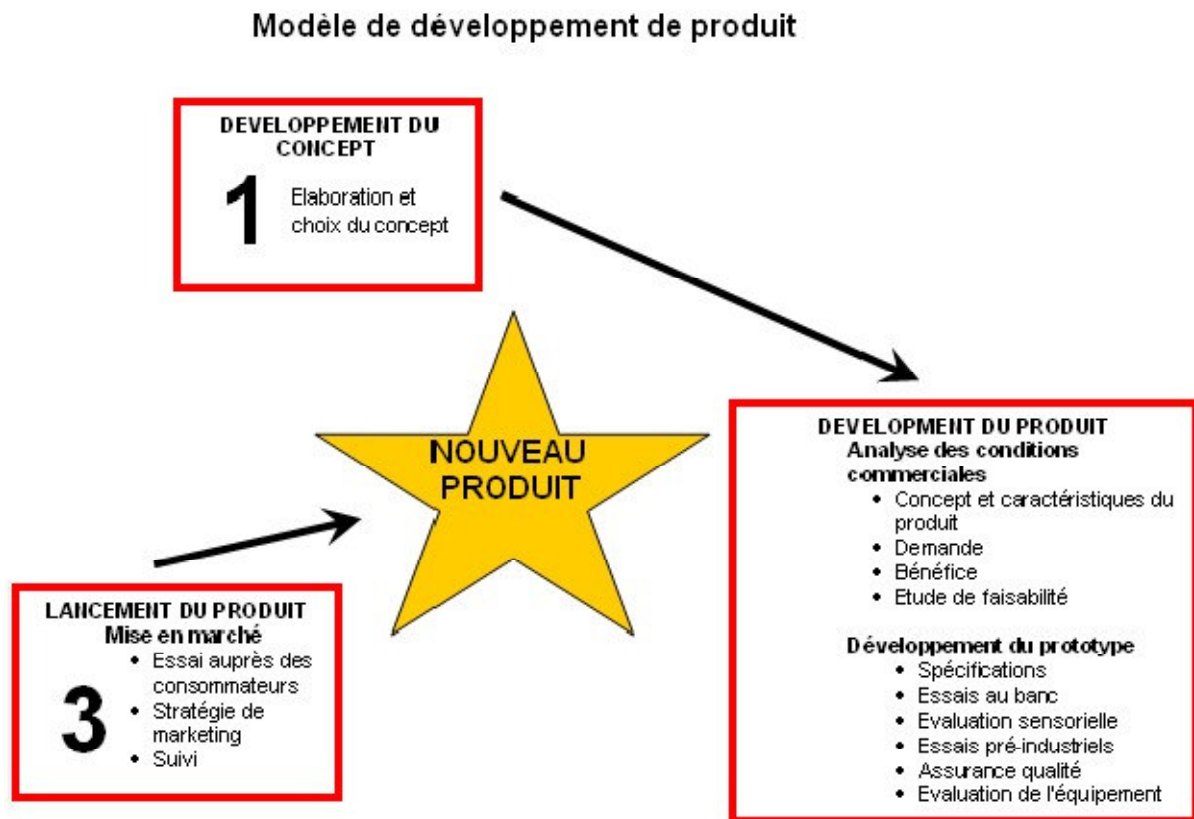 Modèle de développement de produit
DEVELOPPEMENT DU
CONCEPT
1
Elaboration et
choix du concept
NOUVEAU
PRODUIT
DEVELOPMENT DU PRODUIT
Analyse des conditions
commerciales
• Concept et caractéristiques du
produit
• Demande
• Bénéfice
• Etude de faisabilité
Développement du prototype
• Spécifications
• Essais au banc
• Evaluation sensorielle
• Essais pré-industriels
• Assurance qualité
• Evaluation de l'équipement
LANCEMENT DU PRODUIT
Mise en marché
3
• Essai auprès des
consommateurs
• Stratégie de
marketing
• Suivi